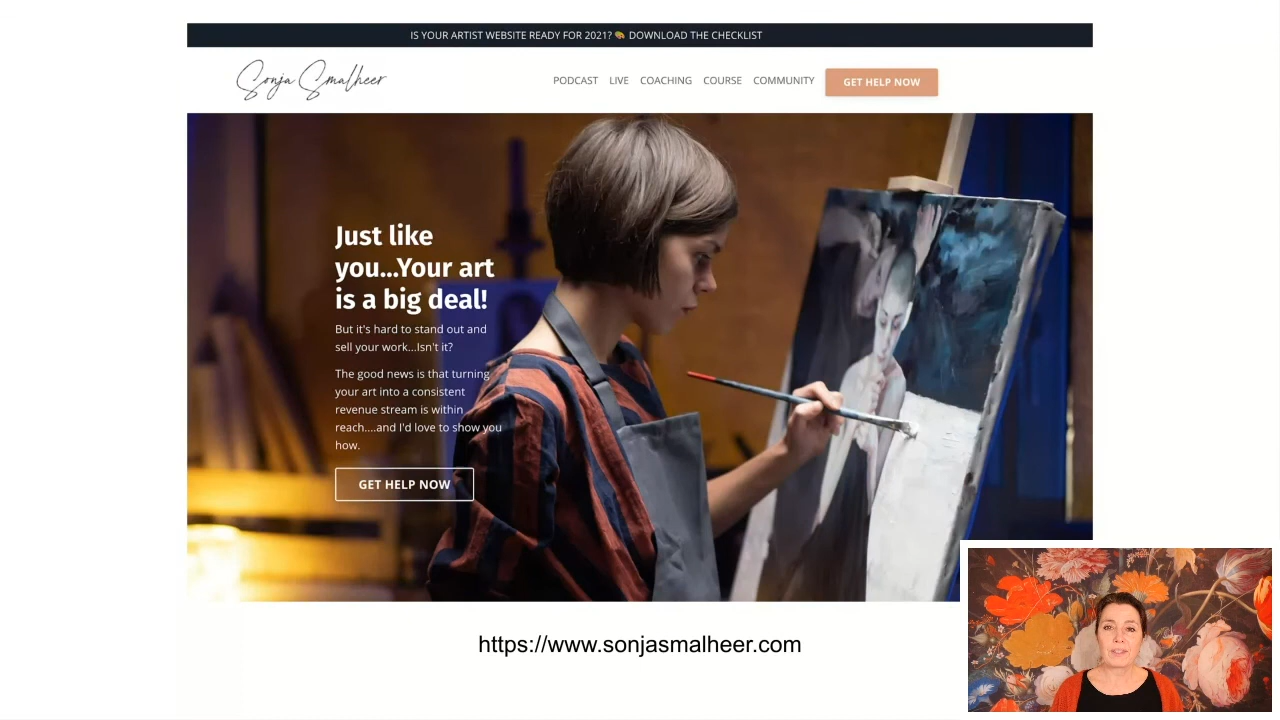 IS YOUR ARTIST WEBSITE READY FOR 2021? 🎨 DOWNLOAD THE CHECKLIST
Sonja Smalheer
PODCAST LIVE COACHING COURSE COMMUNITY GET HELP NOW
Just like
you...Your art
is a big deal!
But it's hard to stand out and
sell your work...Isn't it?
The good news is that turning
your art into a consistent
revenue stream is within
reach....and I'd love to show you
how.
GET HELP NOW
https://www.sonjasmalheer.com